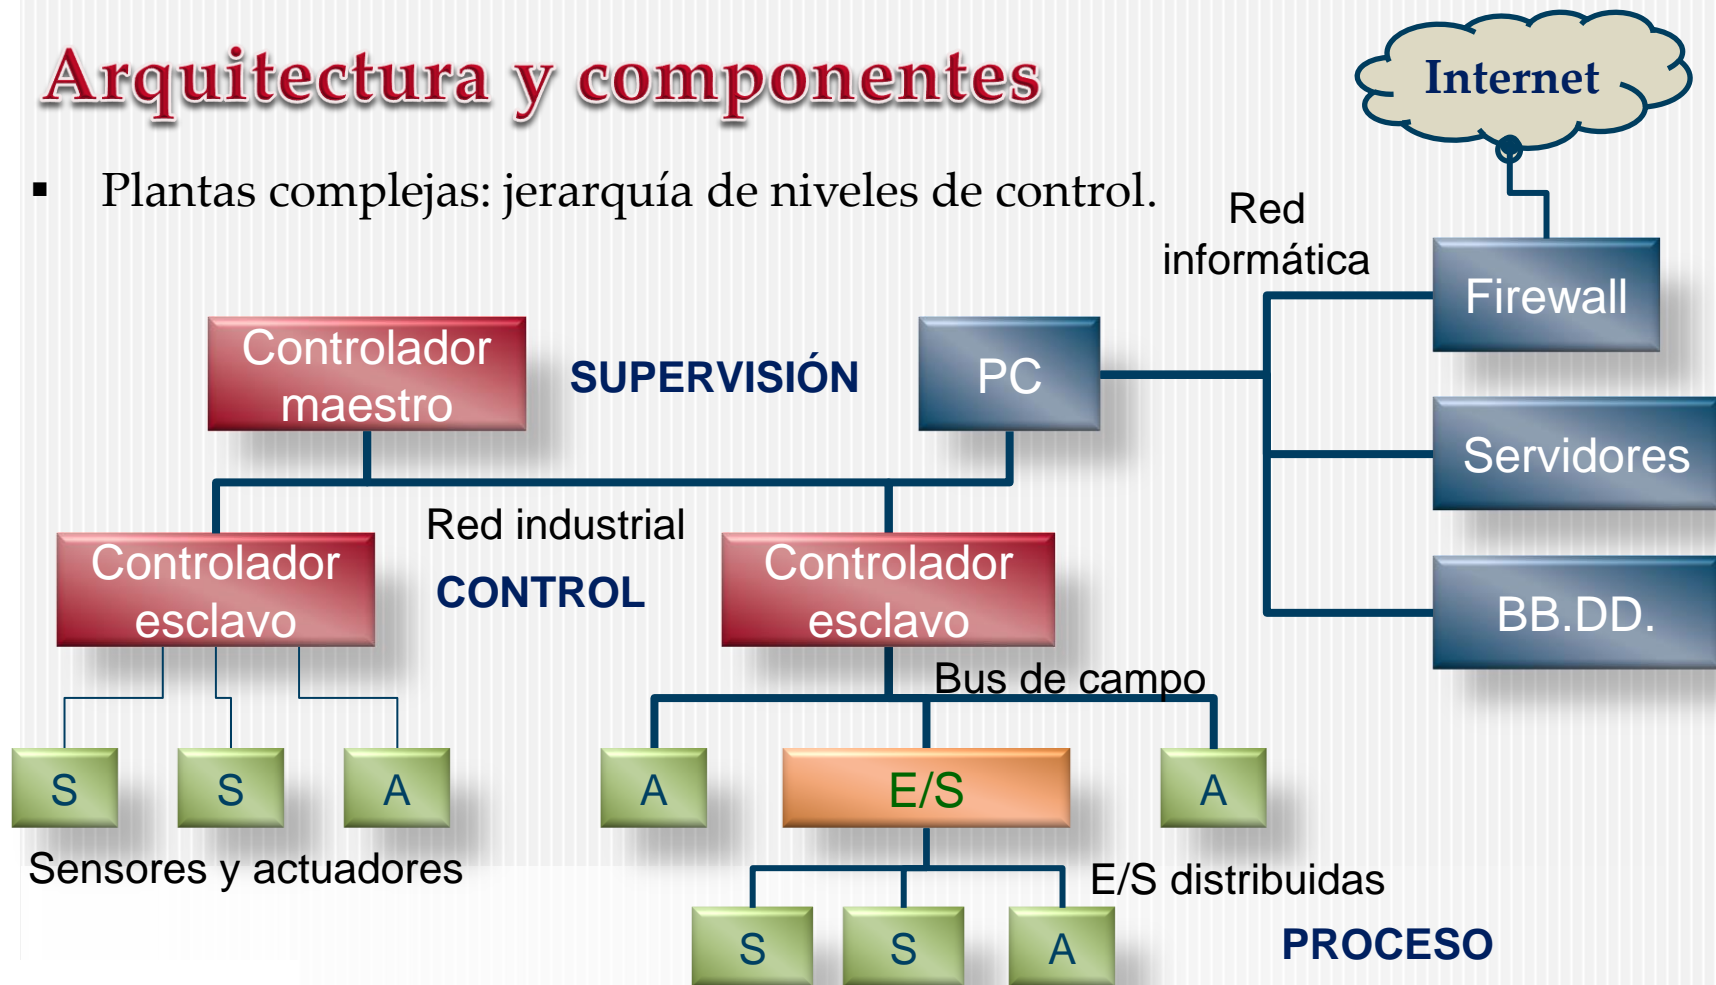 Arquitectura y componentes
Internet
▪ Plantas complejas: jerarquía de niveles de control.
Red
informática
Firewall
Controlador
maestro
SUPERVISIÓN
PC
Servidores
Red industrial
Controlador
esclavo
CONTROL
Controlador
esclavo
BB.DD.
Bus de campo
S
S
A
A
E/S
A
Sensores y actuadores
E/S distribuidas
S
S
A
PROCESO